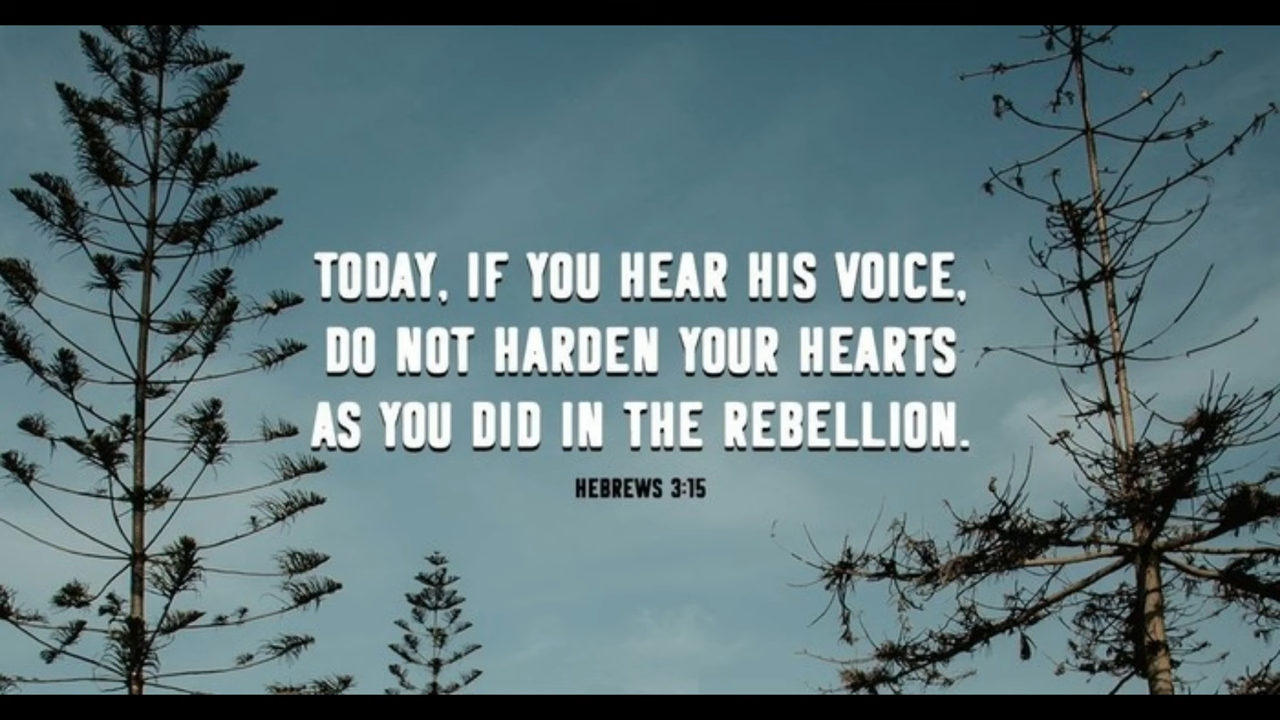 TODAY, IF YOU HEAR HIS VOICE,
DO NOT HARDEN YOUR HEARTS
AS YOU DID IN THE REBELLION.
HEBREWS 3:15